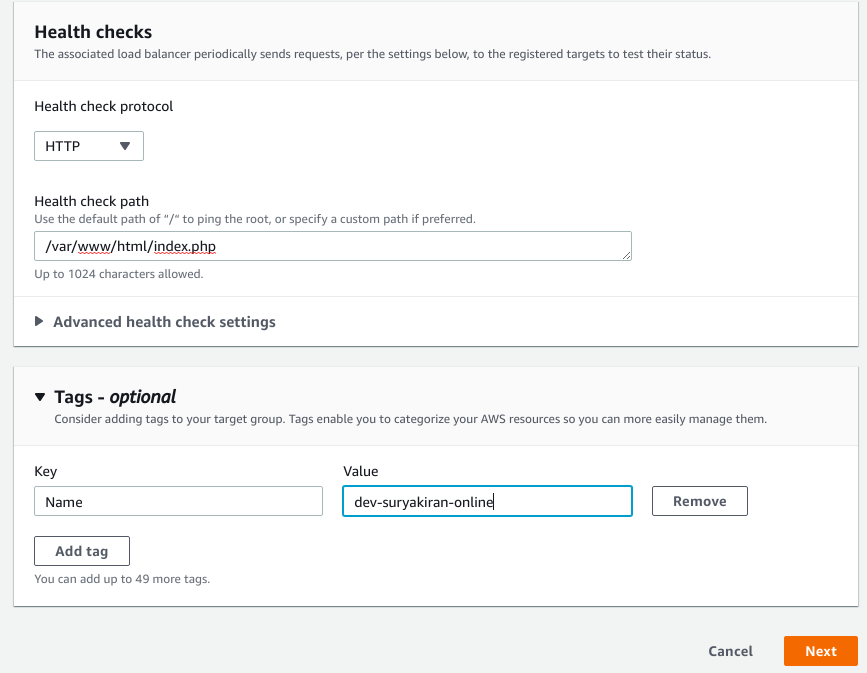 Health checks
The associated load balancer periodically sends requests, per the settings below, to the registered targets to test their status.
Health check protocol
HTTP
Health check path
Use the default path of "/" to ping the root, or specify a custom path if preferred.
/var/www/html/index.php
Up to 1024 characters allowed.
Advanced health check settings
Tags - optional
Consider adding tags to your target group. Tags enable you to categorize your AWS resources so you can more easily manage them.
Key Value
Name dev-suryakiran-online Remove
Add tag
You can add up to 49 more tags.
Cancel Next